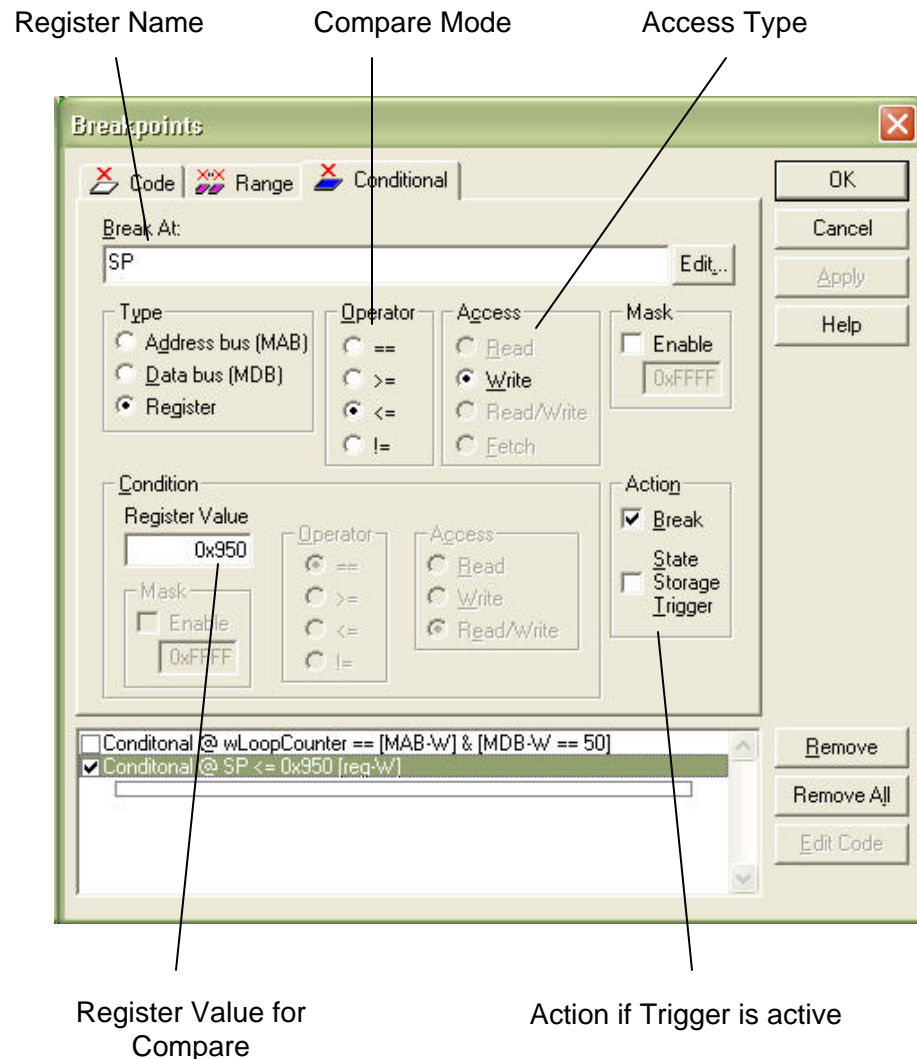 Register Name Compare Mode Access Type
Breakpoints
Code Range Conditional
OK
Break At:
Cancel
SP Edit...
Apply
Type Operator Access Mask
Help
Address bus (MAB) == Read Enable
Data bus (MDB) >= Write 0xFFFF
Register <= Read/Write
!= Fetch
Condition Action
Register Value Break
0x950 Operator Access
== Read State
Mask >= Write Storage
Enable <= Read/Write Trigger
0xFFFF !=
Conditonal @ wLoopCounter == [MAB-W] & [MDB-W == 50]
Remove
Conditonal @ SP <= 0x950 [reg-W]
Remove All
Edit Code
Register Value for Action if Trigger is active
Compare